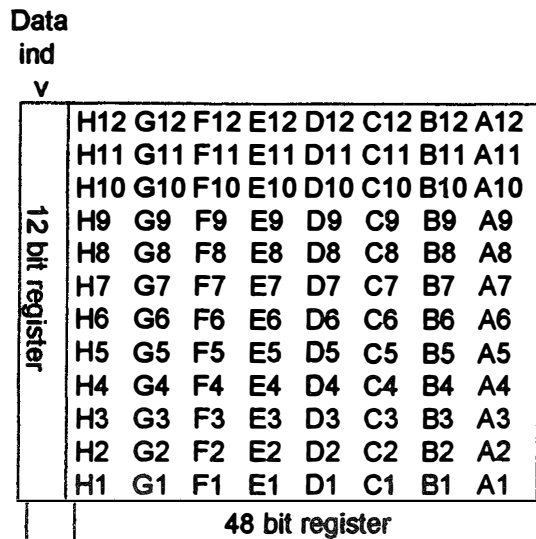 Data
ind
v
12 bit register
H12 G12 F12 E12 D12 C12 B12 A12
H11 G11 F11 E11 D11 C11 B11 A11
H10 G10 F10 E10 D10 C10 B10 A10
H9 G9 F9 E9 D9 C9 B9 A9
H8 G8 F8 E8 D8 C8 B8 A8
H7 G7 F7 E7 D7 C7 B7 A7
H6 G6 F6 E6 D6 C6 B6 A6
H5 G5 F5 E5 D5 C5 B5 A5
H4 G4 F4 E4 D4 C4 B4 A4
H3 G3 F3 E3 D3 C3 B3 A3
H2 G2 F2 E2 D2 C2 B2 A2
H1 G1 F1 E1 D1 C1 B1 A1
48 bit register